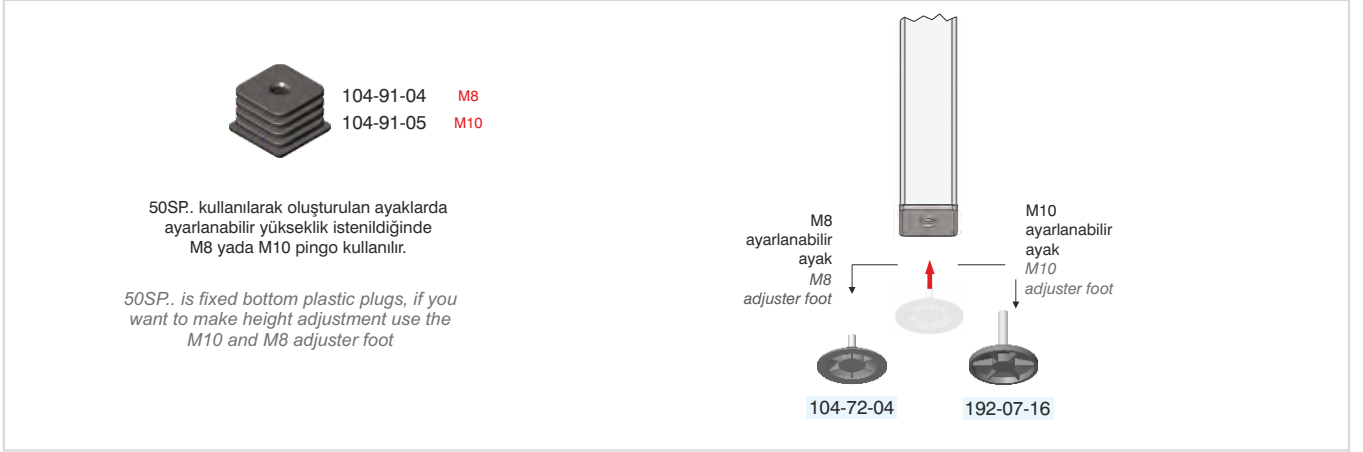 104-91-04 M8
104-91-05 M10
50SP.. kullanılarak oluşturulan ayaklarda
ayarlanabilir yükseklik istenildiğinde
M8 yada M10 pingo kullanılır.
50SP.. is fixed bottom plastic plugs, if you
want to make height adjustment use the
M10 and M8 adjuster foot
M8
ayarlanabilir
ayak
M8
adjuster foot
M10
ayarlanabilir
ayak
M10
adjuster foot
104-72-04
192-07-16